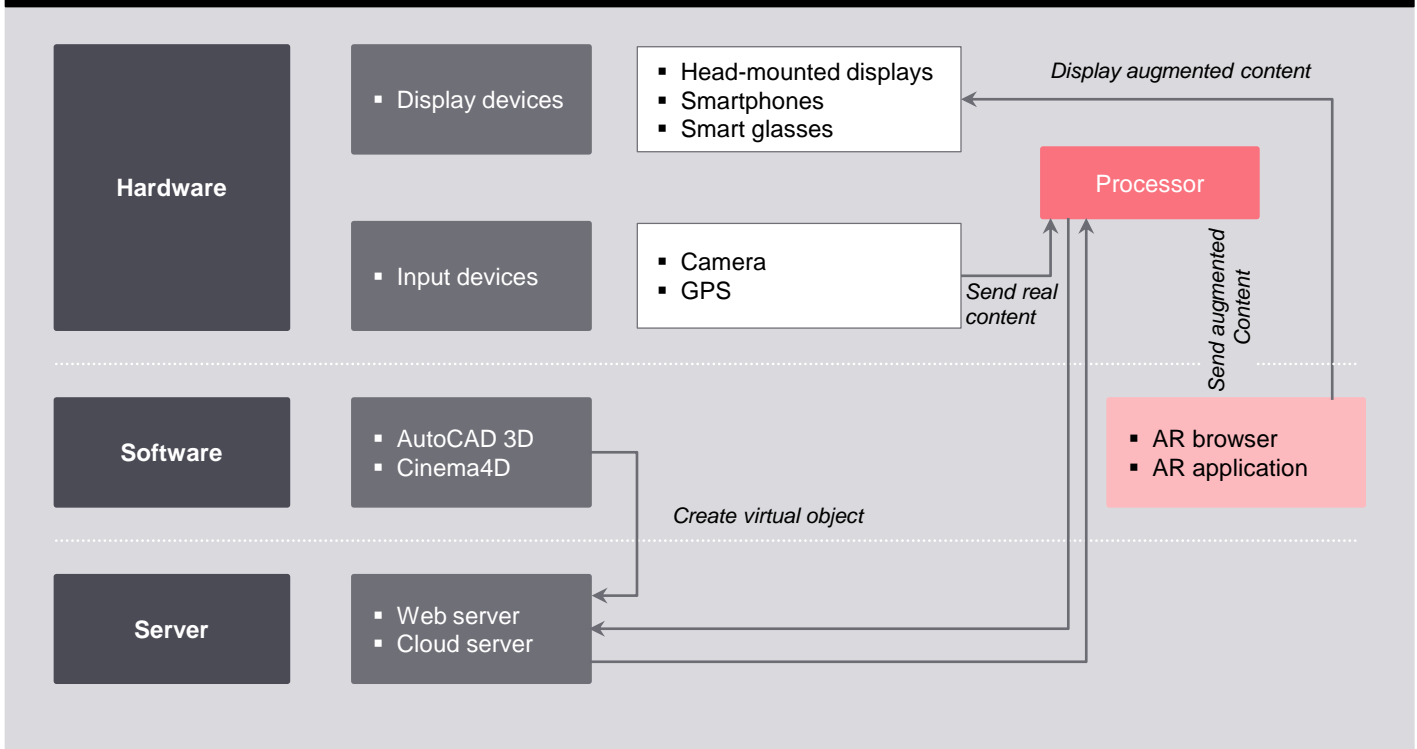 Hardware
▪ Display devices
▪ Head-mounted displays
▪ Smartphones
▪ Smart glasses
Display augmented content
Processor
▪ Input devices
▪ Camera
▪ GPS
Send real
content
Send augmented
Content
Software
▪ AutoCAD 3D
▪ Cinema4D
▪ AR browser
▪ AR application
Create virtual object
Server
▪ Web server
▪ Cloud server